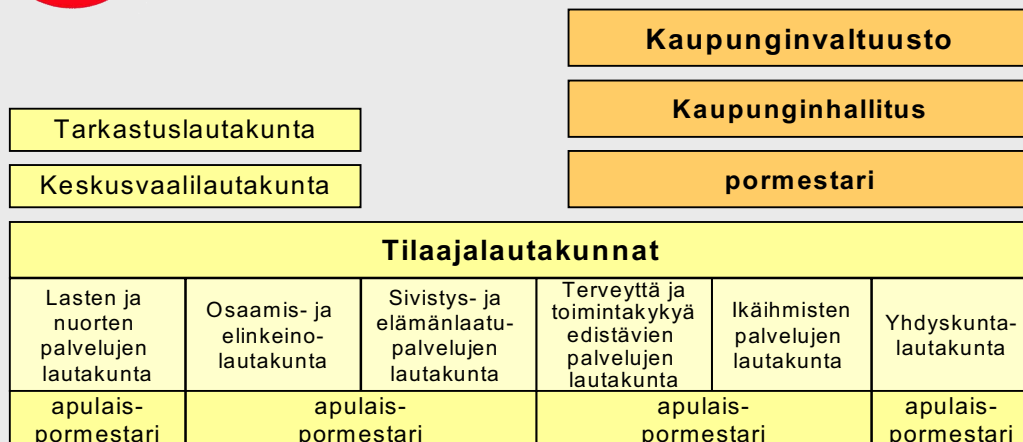 Kaupunginvaltuusto
Kaupunginhallitus
Tarkastuslautakunta
Keskusvaalilautakunta
pormestari
Tilaajalautakunnat
Lasten ja
nuorten
palvelujen
lautakunta
Osaamis- ja
elinkeino-
lautakunta
Sivistys- ja
elämänlaatu-
palvelujen
lautakunta
Terveyttä ja
toimintakykyä
edistävien
palvelujen
lautakunta
Ikäihmisten
palvelujen
lautakunta
Yhdyskunta-
lautakunta
apulais-
pormestari
apulais-
pormestari
apulais-
pormestari
apulais-
pormestari